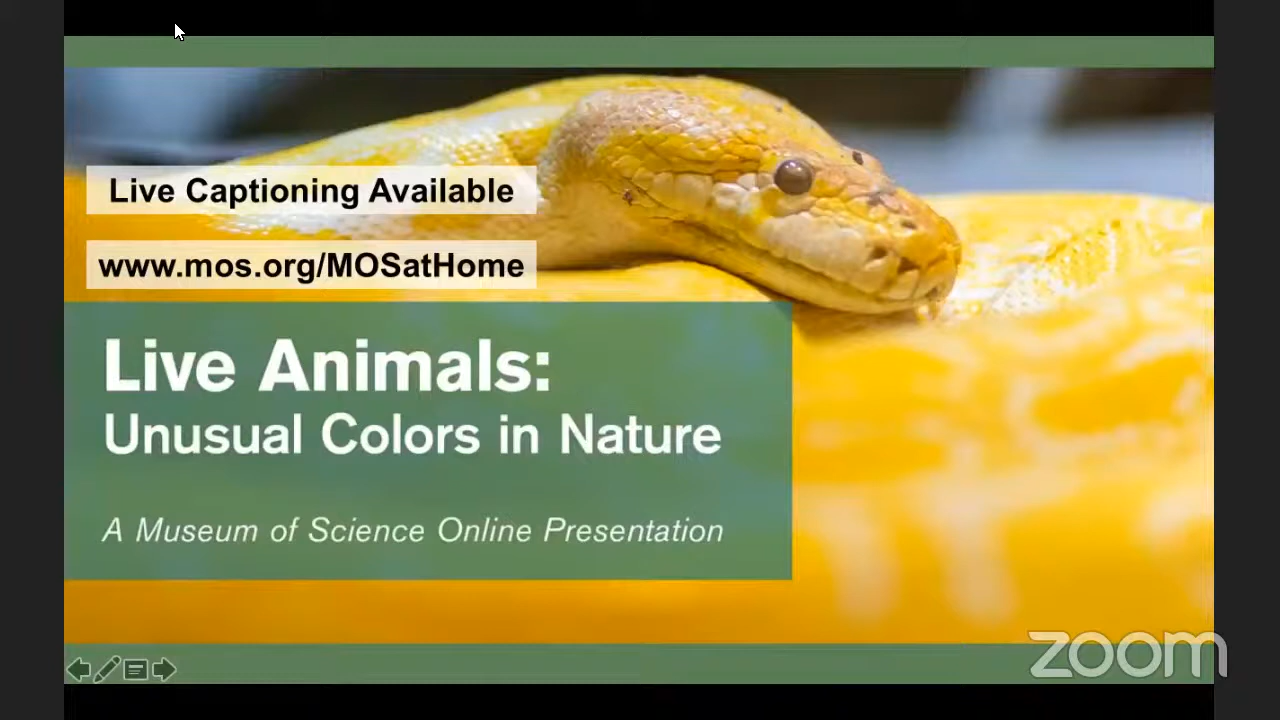 Live Captioning Available
www.mos.org/MOSatHome
Live Animals:
Unusual Colors in Nature
A Museum of Science Online Presentation
zoom